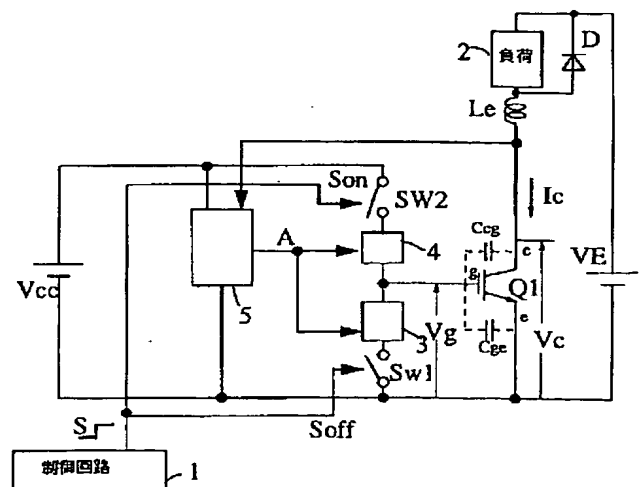 2
負荷
D
Le
Son
SW2
Ic
Ccg
c
A
4
VE
g
Q1
Vcc
5
3
Vg
e
Cge
Vc
Sw1
S
Soff
制御回路
1